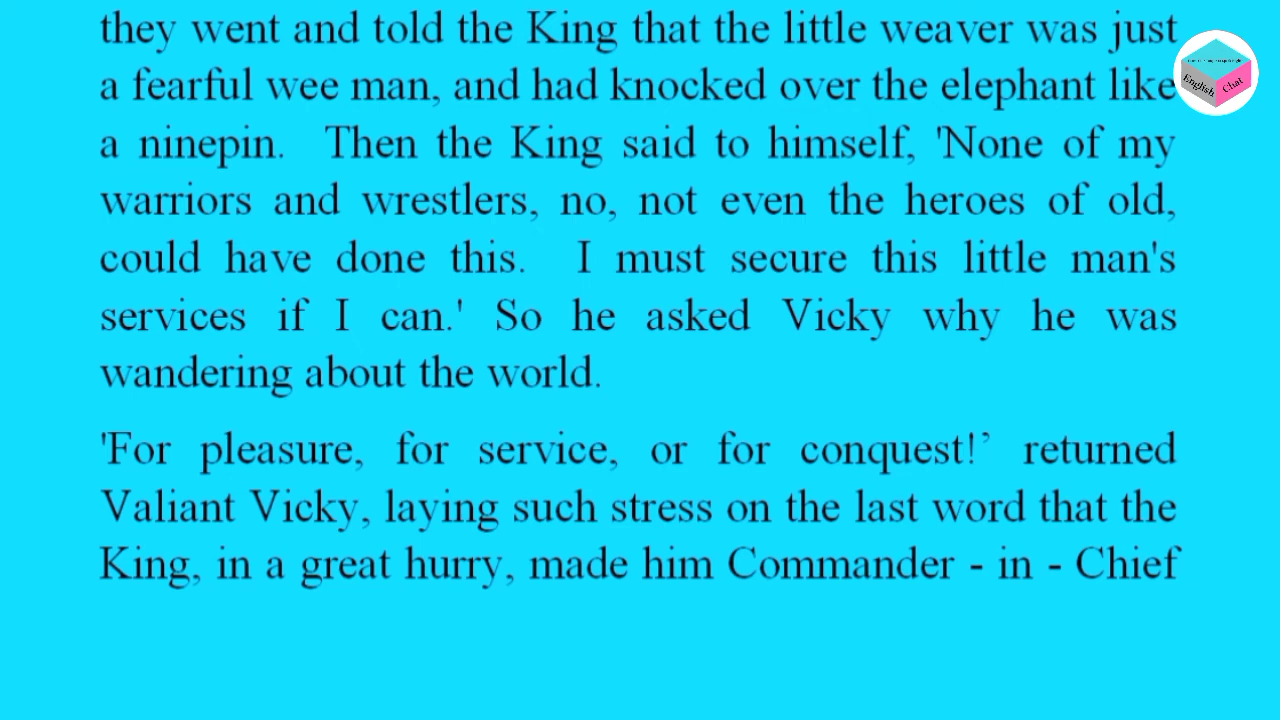 they went and told the King that the little weaver was just
a fearful wee man, and had knocked over the elephant like
a ninepin. Then the King said to himself, 'None of my
warriors and wrestlers, no, not even the heroes of old,
could have done this. I must secure this little man's
services if I can.' So he asked Vicky why he was
wandering about the world.
'For pleasure, for service, or for conquest!’ returned
Valiant Vicky, laying such stress on the last word that the
King, in a great hurry, made him Commander - in - Chief
English
Chat